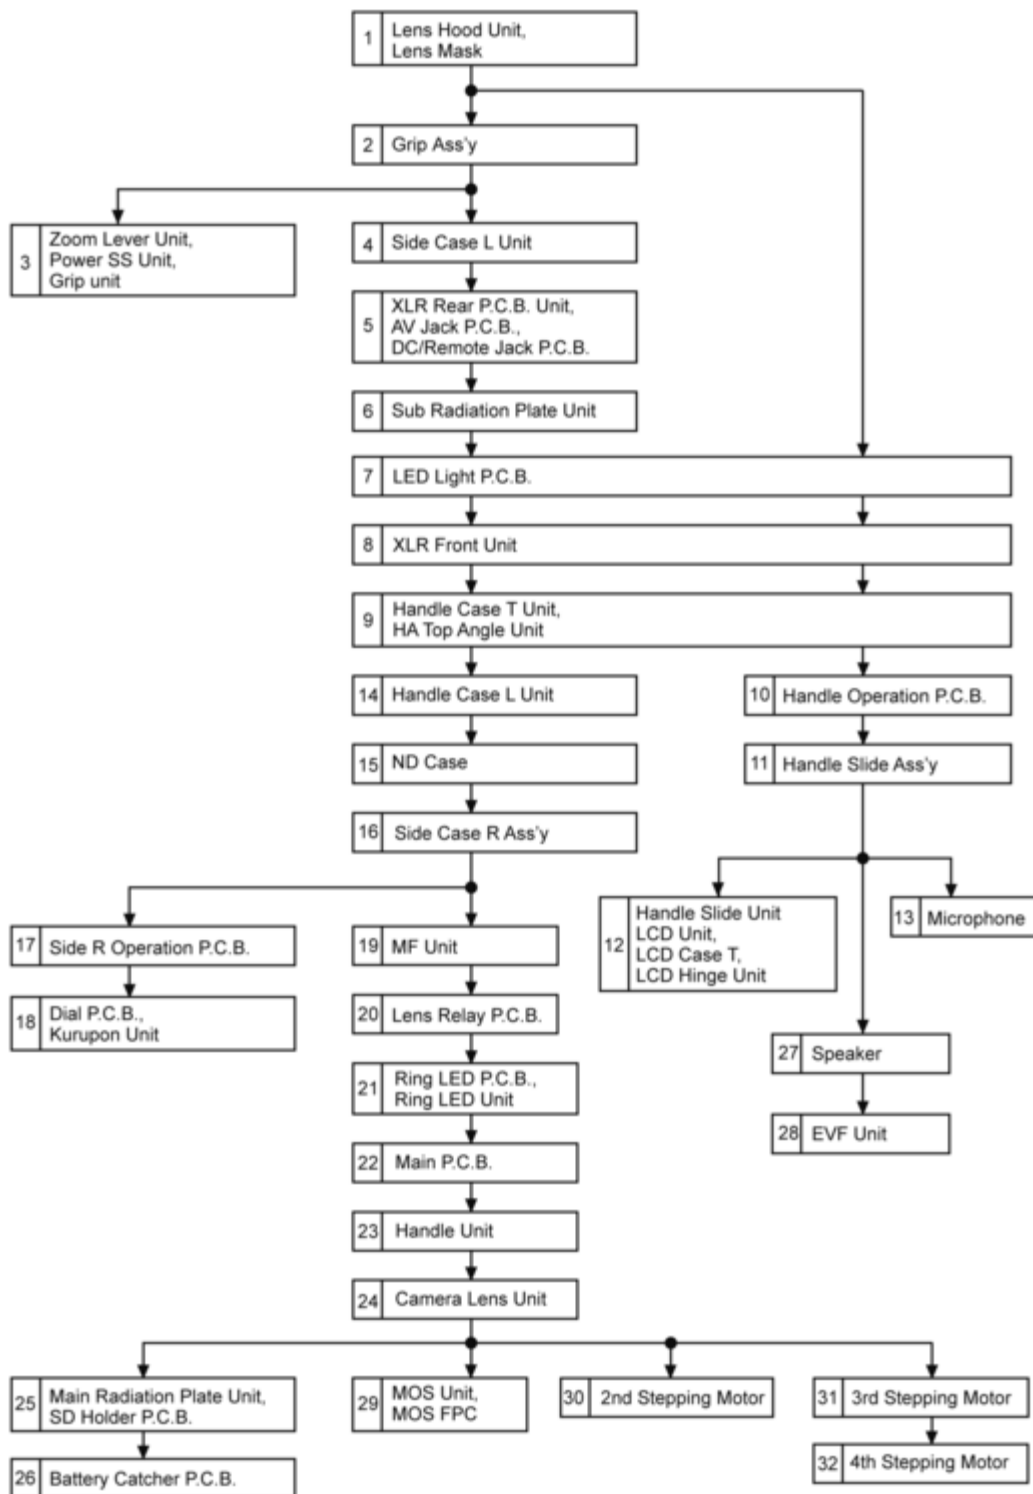 1 Lens Hood Unit,
Lens Mask
2 Grip Ass'y
3 Zoom Lever Unit,
Power SS Unit,
Grip unit
4 Side Case L Unit
5 XLR Rear P.C.B. Unit,
AV Jack P.C.B.,
DC/Remote Jack P.C.B.
6 Sub Radiation Plate Unit
7 LED Light P.C.B.
8 XLR Front Unit
9 Handle Case T Unit,
HA Top Angle Unit
14 Handle Case L Unit
10 Handle Operation P.C.B.
15 ND Case
11 Handle Slide Ass'y
16 Side Case R Ass'y
12 Handle Slide Unit
LCD Unit,
LCD Case T,
LCD Hinge Unit
13 Microphone
17 Side R Operation P.C.B.
18 Dial P.C.B.,
Kurupon Unit
19 MF Unit
20 Lens Relay P.C.B.
21 Ring LED P.C.B.,
Ring LED Unit
22 Main P.C.B.
23 Handle Unit
24 Camera Lens Unit
27 Speaker
28 EVF Unit
25 Main Radiation Plate Unit,
SD Holder P.C.B.
26 Battery Catcher P.C.B.
29 MOS Unit,
MOS FPC
30 2nd Stepping Motor
31 3rd Stepping Motor
32 4th Stepping Motor